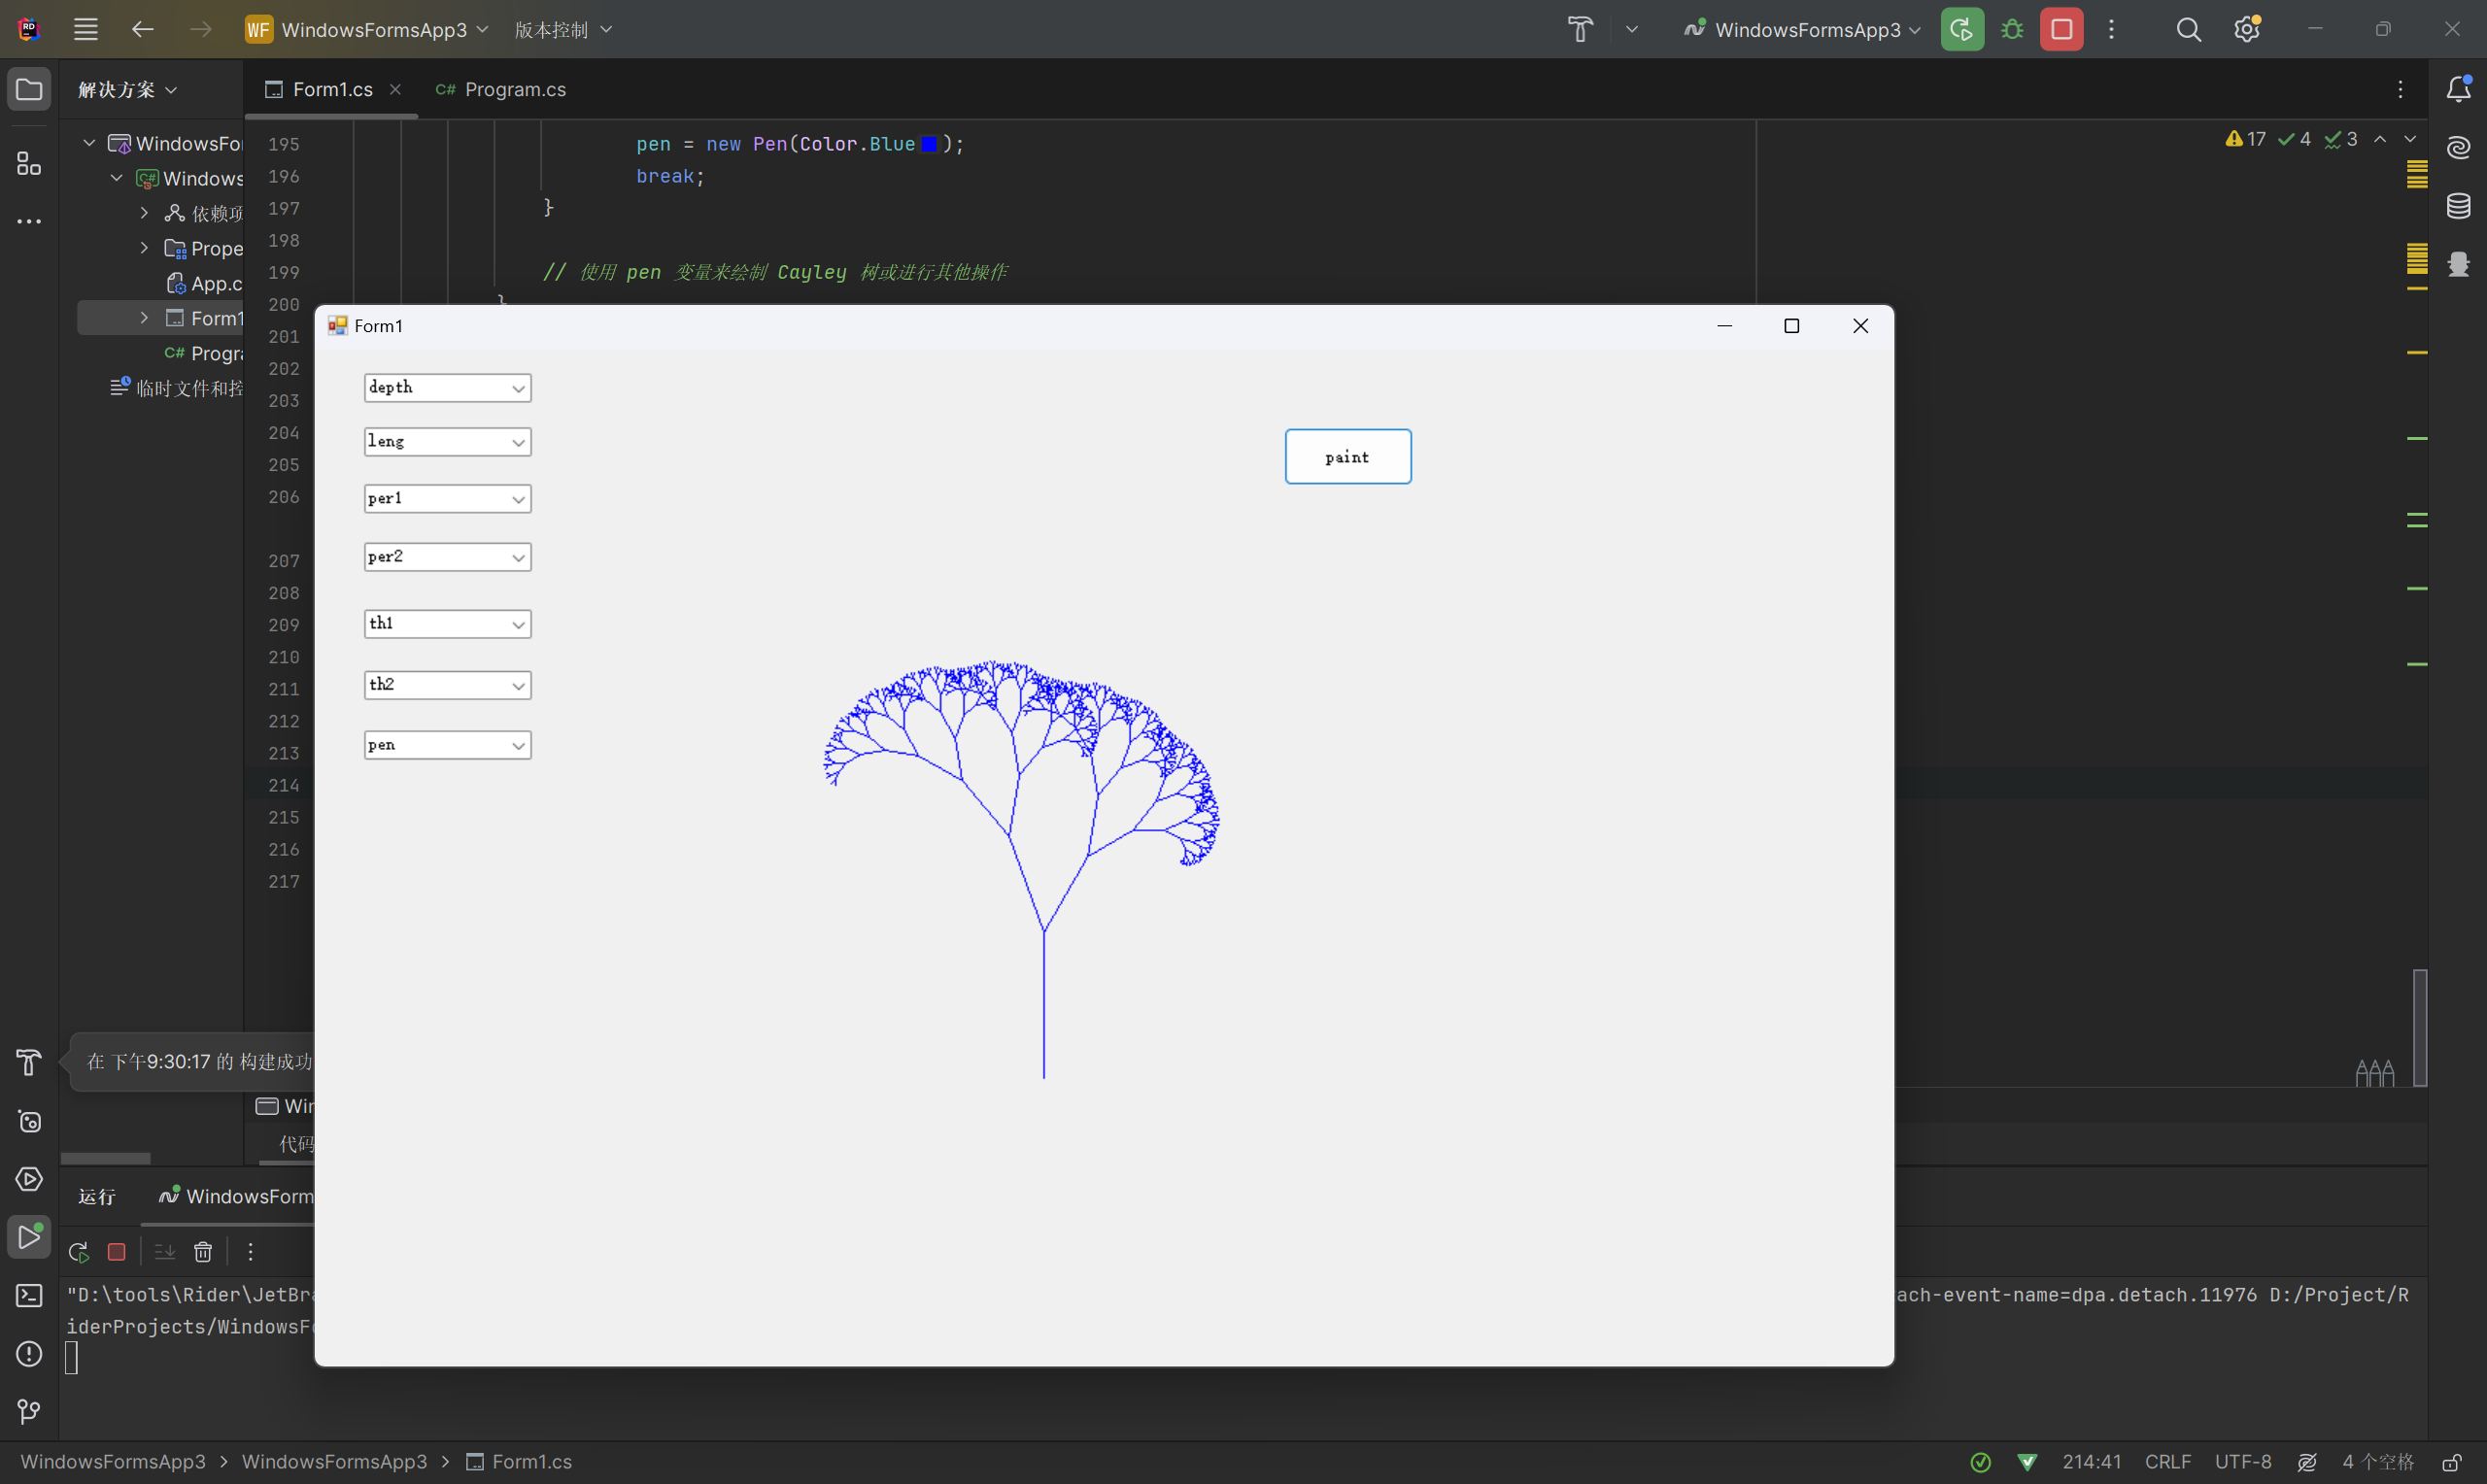 WF WindowsFormsApp3 版本控制 WindowsFormsApp3
解决方案 Form1.cs C# Program.cs
WindowsFor
Windows
依赖项
Prope
App.c
Form1
C# Progra
临时文件和控
17 4 3
195 pen = new Pen(Color.Blue);
196 break;
197 }
198
199 // 使用 pen 变量来绘制 Cayley 树或进行其他操作
200 }
201
202
203
204
205
206
207
208
209
210
211
212
213
214
215
216
217
Form1
depth
leng
per1
per2
th1
th2
pen
paint
在 下午9:30:17 的 构建成功
Win
代码
运行 WindowsForm
"D:\tools\Rider\JetBra ach-event-name=dpa.detach.11976 D:/Project/R
iderProjects/WindowsFo
WindowsFormsApp3 > WindowsFormsApp3 > Form1.cs 214:41 CRLF UTF-8 4 个空格